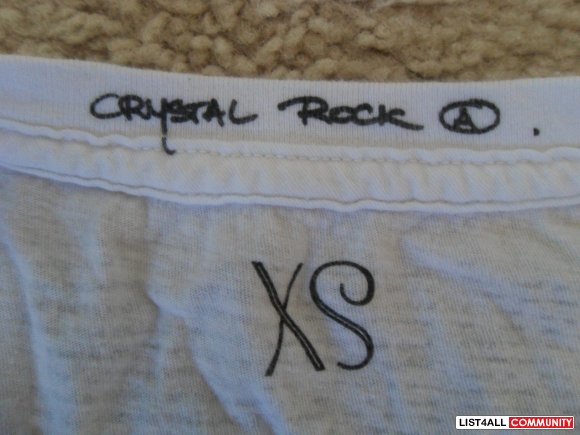 CRYSTAL ROCK Ⓐ.
XS
LIST4ALL COMMUNITY